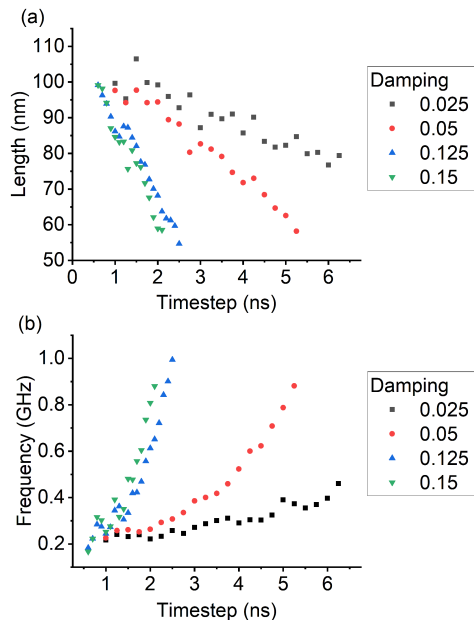 (a)
110
100
90
80
70
60
50
Length (nm)
0 1 2 3 4 5 6
Timestep (ns)
Damping
0.025
0.05
0.125
0.15
(b)
1.0
0.8
0.6
0.4
0.2
Frequency (GHz)
1 2 3 4 5 6
Timestep (ns)
Damping
0.025
0.05
0.125
0.15